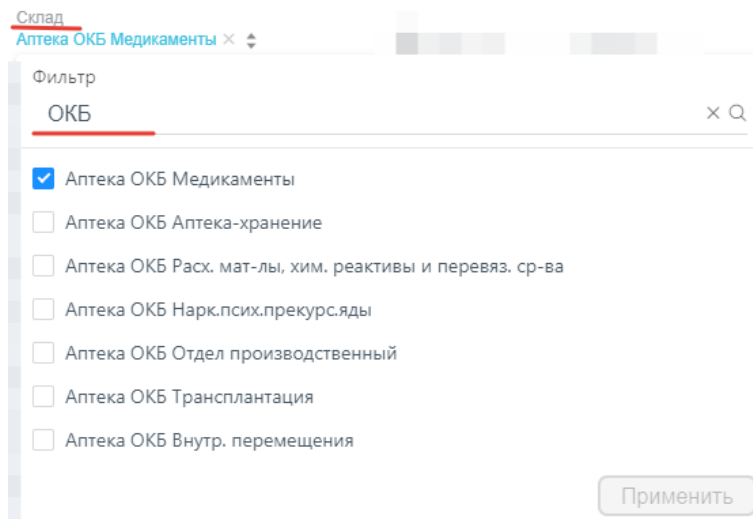 Склад
Аптека ОКБ Медикаменты
Фильтр
ОКБ
Аптека ОКБ Медикаменты
Аптека ОКБ Аптека-хранение
Аптека ОКБ Расх. мат-лы, хим. реактивы и перевяз. ср-ва
Аптека ОКБ Нарк.псих.прекурс.яды
Аптека ОКБ Отдел производственный
Аптека ОКБ Трансплантация
Аптека ОКБ Внутр. перемещения
Применить